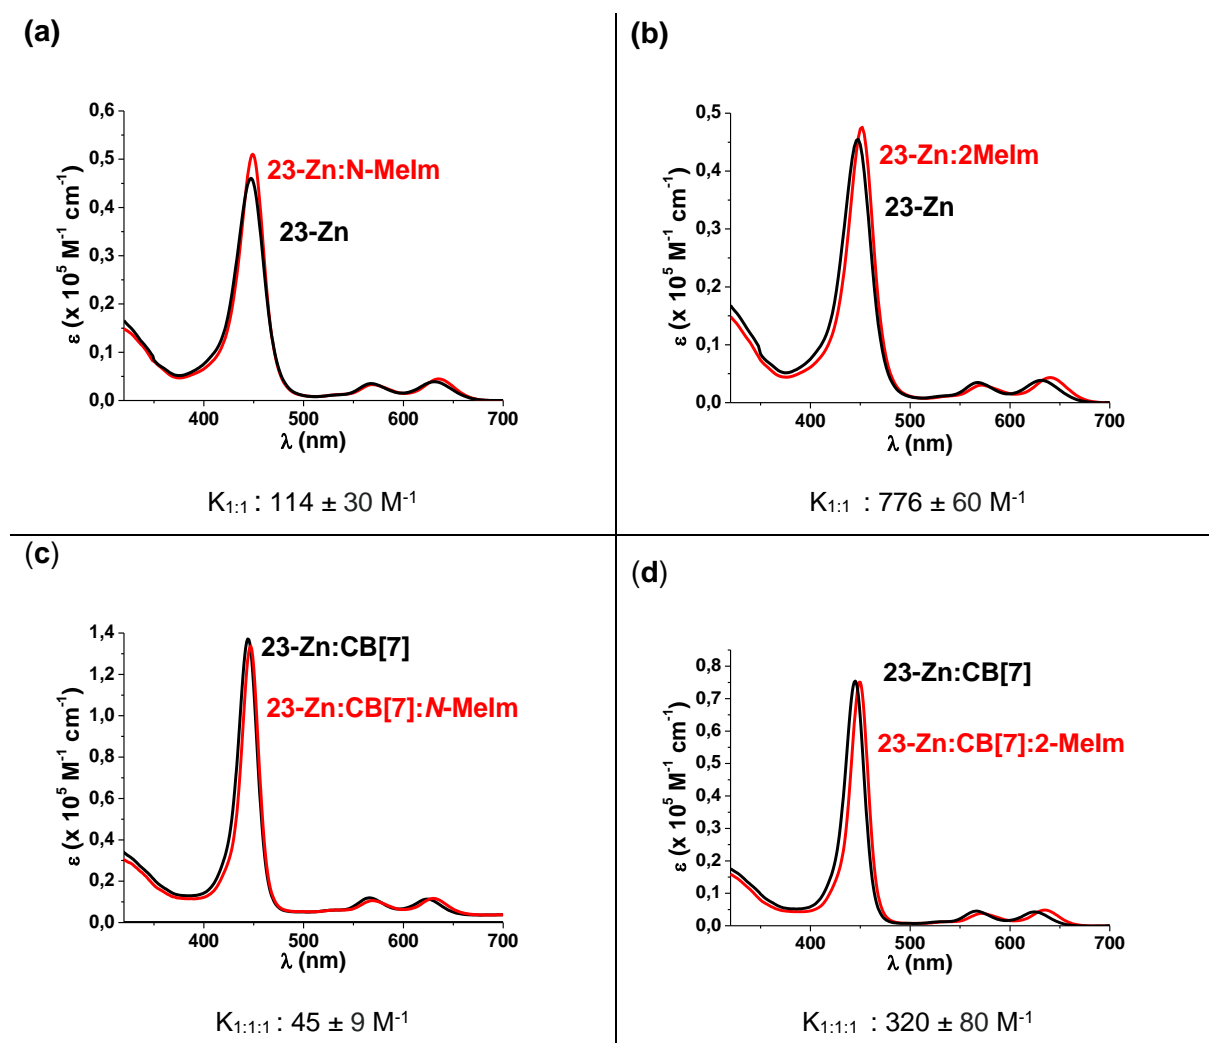 (a)
0,6
0,5
0,4
0,3
0,2
0,1
0,0
ε (x 10⁵ M⁻¹ cm⁻¹)
23-Zn:N-MeIm
23-Zn
400 500 600 700
λ (nm)
K₁:₁ : 114 ± 30 M⁻¹
(b)
0,5
0,4
0,3
0,2
0,1
0,0
ε (x 10⁵ M⁻¹ cm⁻¹)
23-Zn:2MeIm
23-Zn
400 500 600 700
λ (nm)
K₁:₁ : 776 ± 60 M⁻¹
(c)
1,4
1,2
1,0
0,8
0,6
0,4
0,2
0,0
ε (x 10⁵ M⁻¹ cm⁻¹)
23-Zn:CB[7]
23-Zn:CB[7]:N-MeIm
400 500 600 700
λ (nm)
K₁:₁:₁ : 45 ± 9 M⁻¹
(d)
0,8
0,7
0,6
0,5
0,4
0,3
0,2
0,1
0,0
ε (x 10⁵ M⁻¹ cm⁻¹)
23-Zn:CB[7]
23-Zn:CB[7]:2-MeIm
400 500 600 700
λ (nm)
K₁:₁:₁ : 320 ± 80 M⁻¹